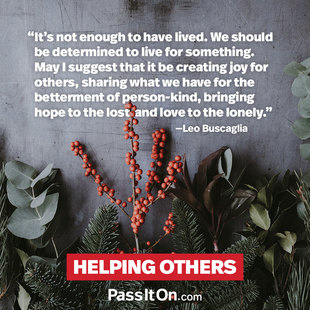 “It’s not enough to have lived. We should
be determined to live for something.
May I suggest that it be creating joy for
others, sharing what we have for the
betterment of person-kind, bringing
hope to the lost and love to the lonely.”
—Leo Buscaglia
HELPING OTHERS
PassItOn.com